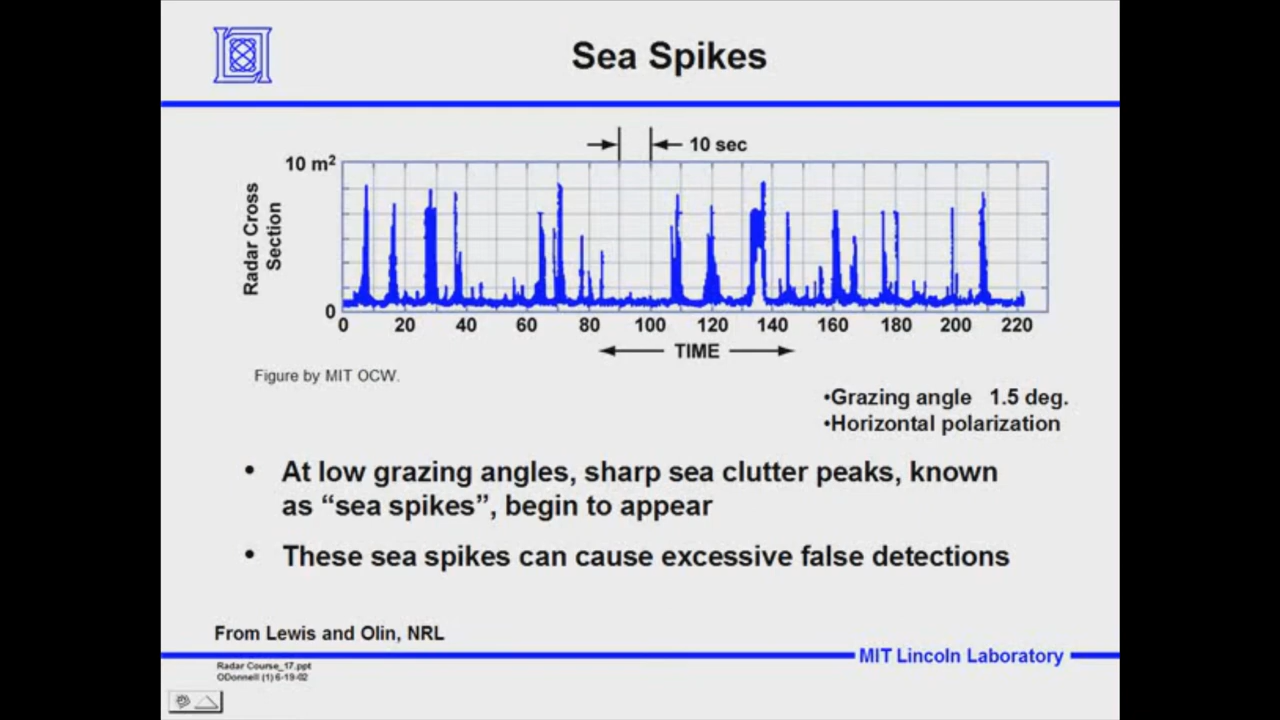 Sea Spikes
10 sec
10 m²
Radar Cross
Section
0
0 20 40 60 80 100 120 140 160 180 200 220
TIME
Figure by MIT OCW.
•Grazing angle 1.5 deg.
•Horizontal polarization
• At low grazing angles, sharp sea clutter peaks, known
as “sea spikes”, begin to appear
• These sea spikes can cause excessive false detections
From Lewis and Olin, NRL
MIT Lincoln Laboratory
Radar Course_17.ppt
ODonnell (1) 6-19-02